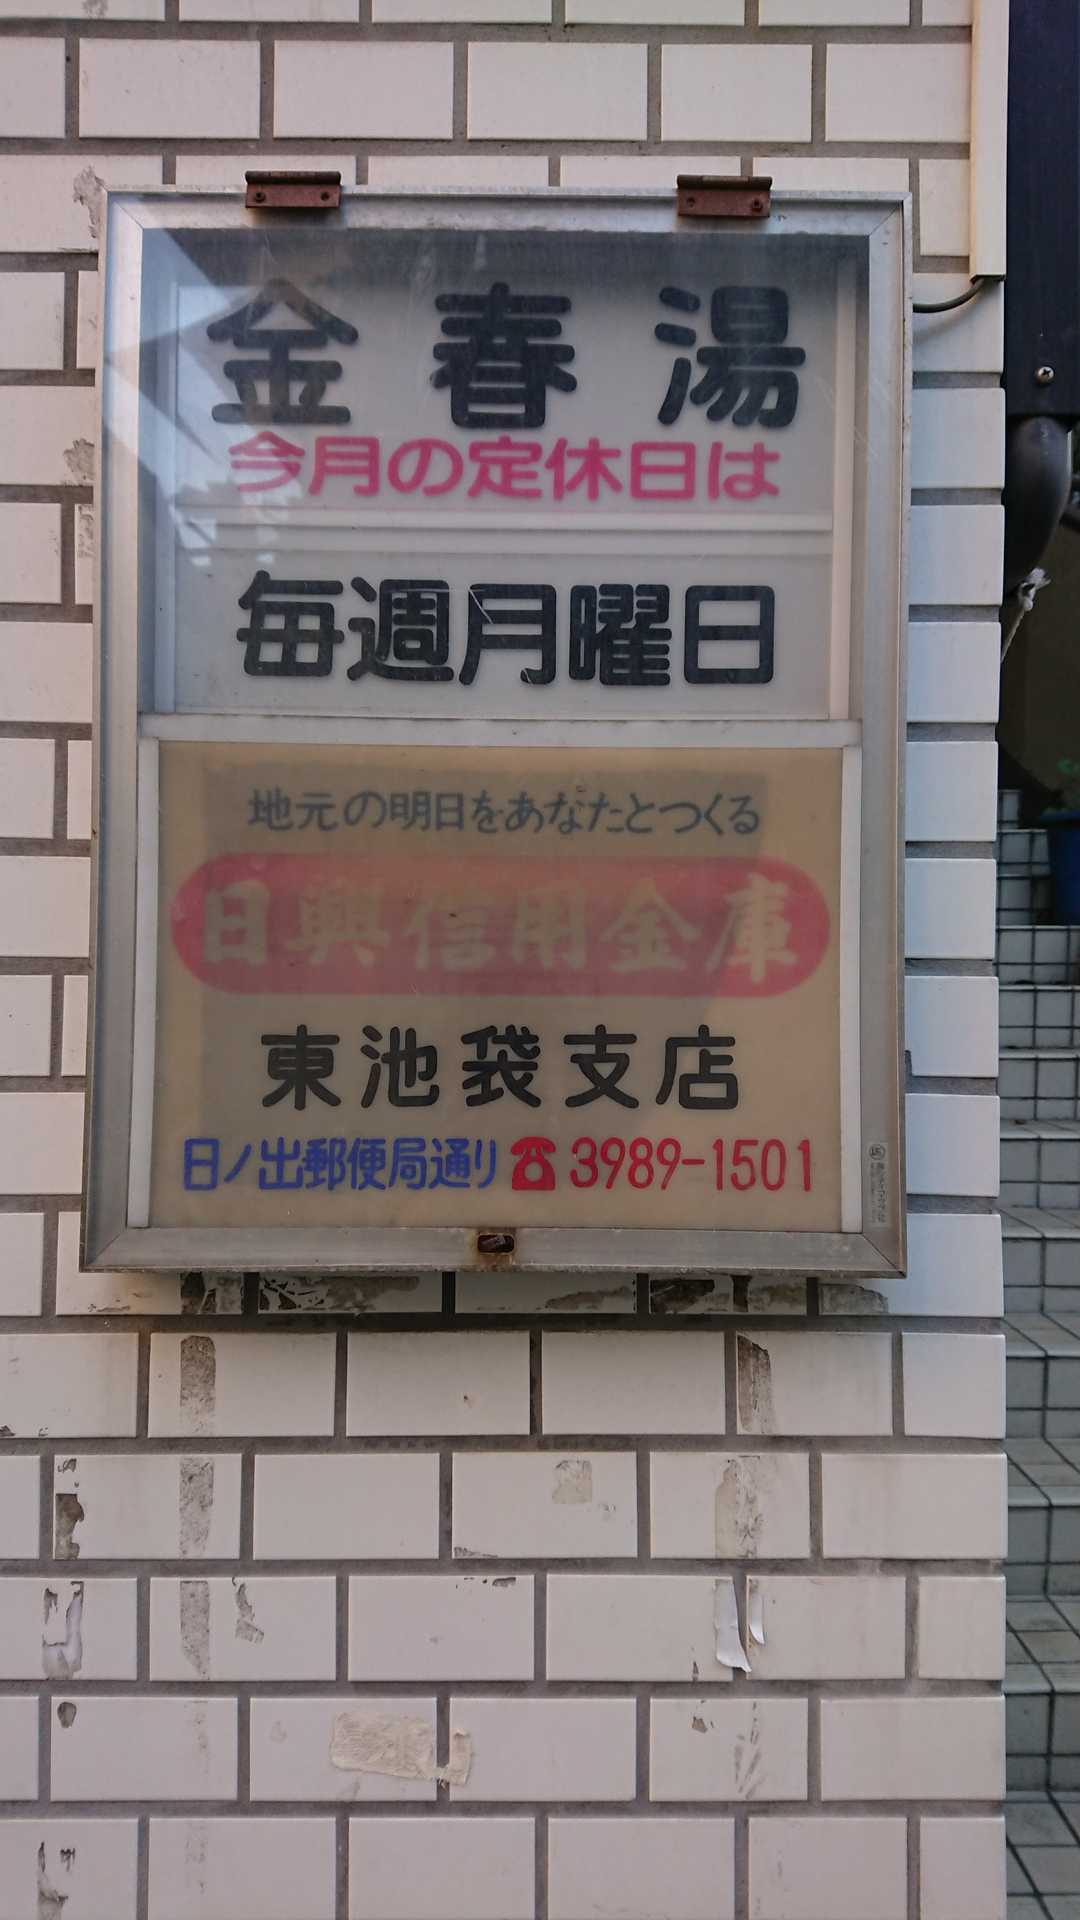 金春湯
今月の定休日は
毎週月曜日
地元の明日をあなたとつくる
日興信用金庫
東池袋支店
日ノ出郵便局通り☎3989-1501